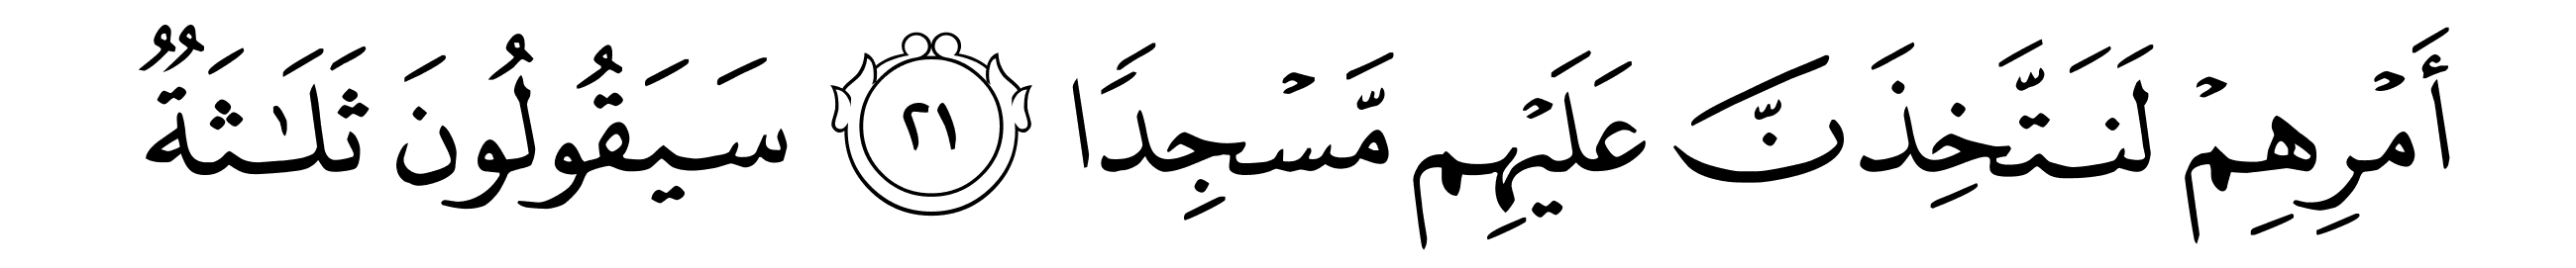 أَمْرِهِمْ لَنَتَّخِذَنَّ عَلَيْهِم مَّسْجِدًا ٢١ سَيَقُولُونَ ثَلَـٰثَةٌ